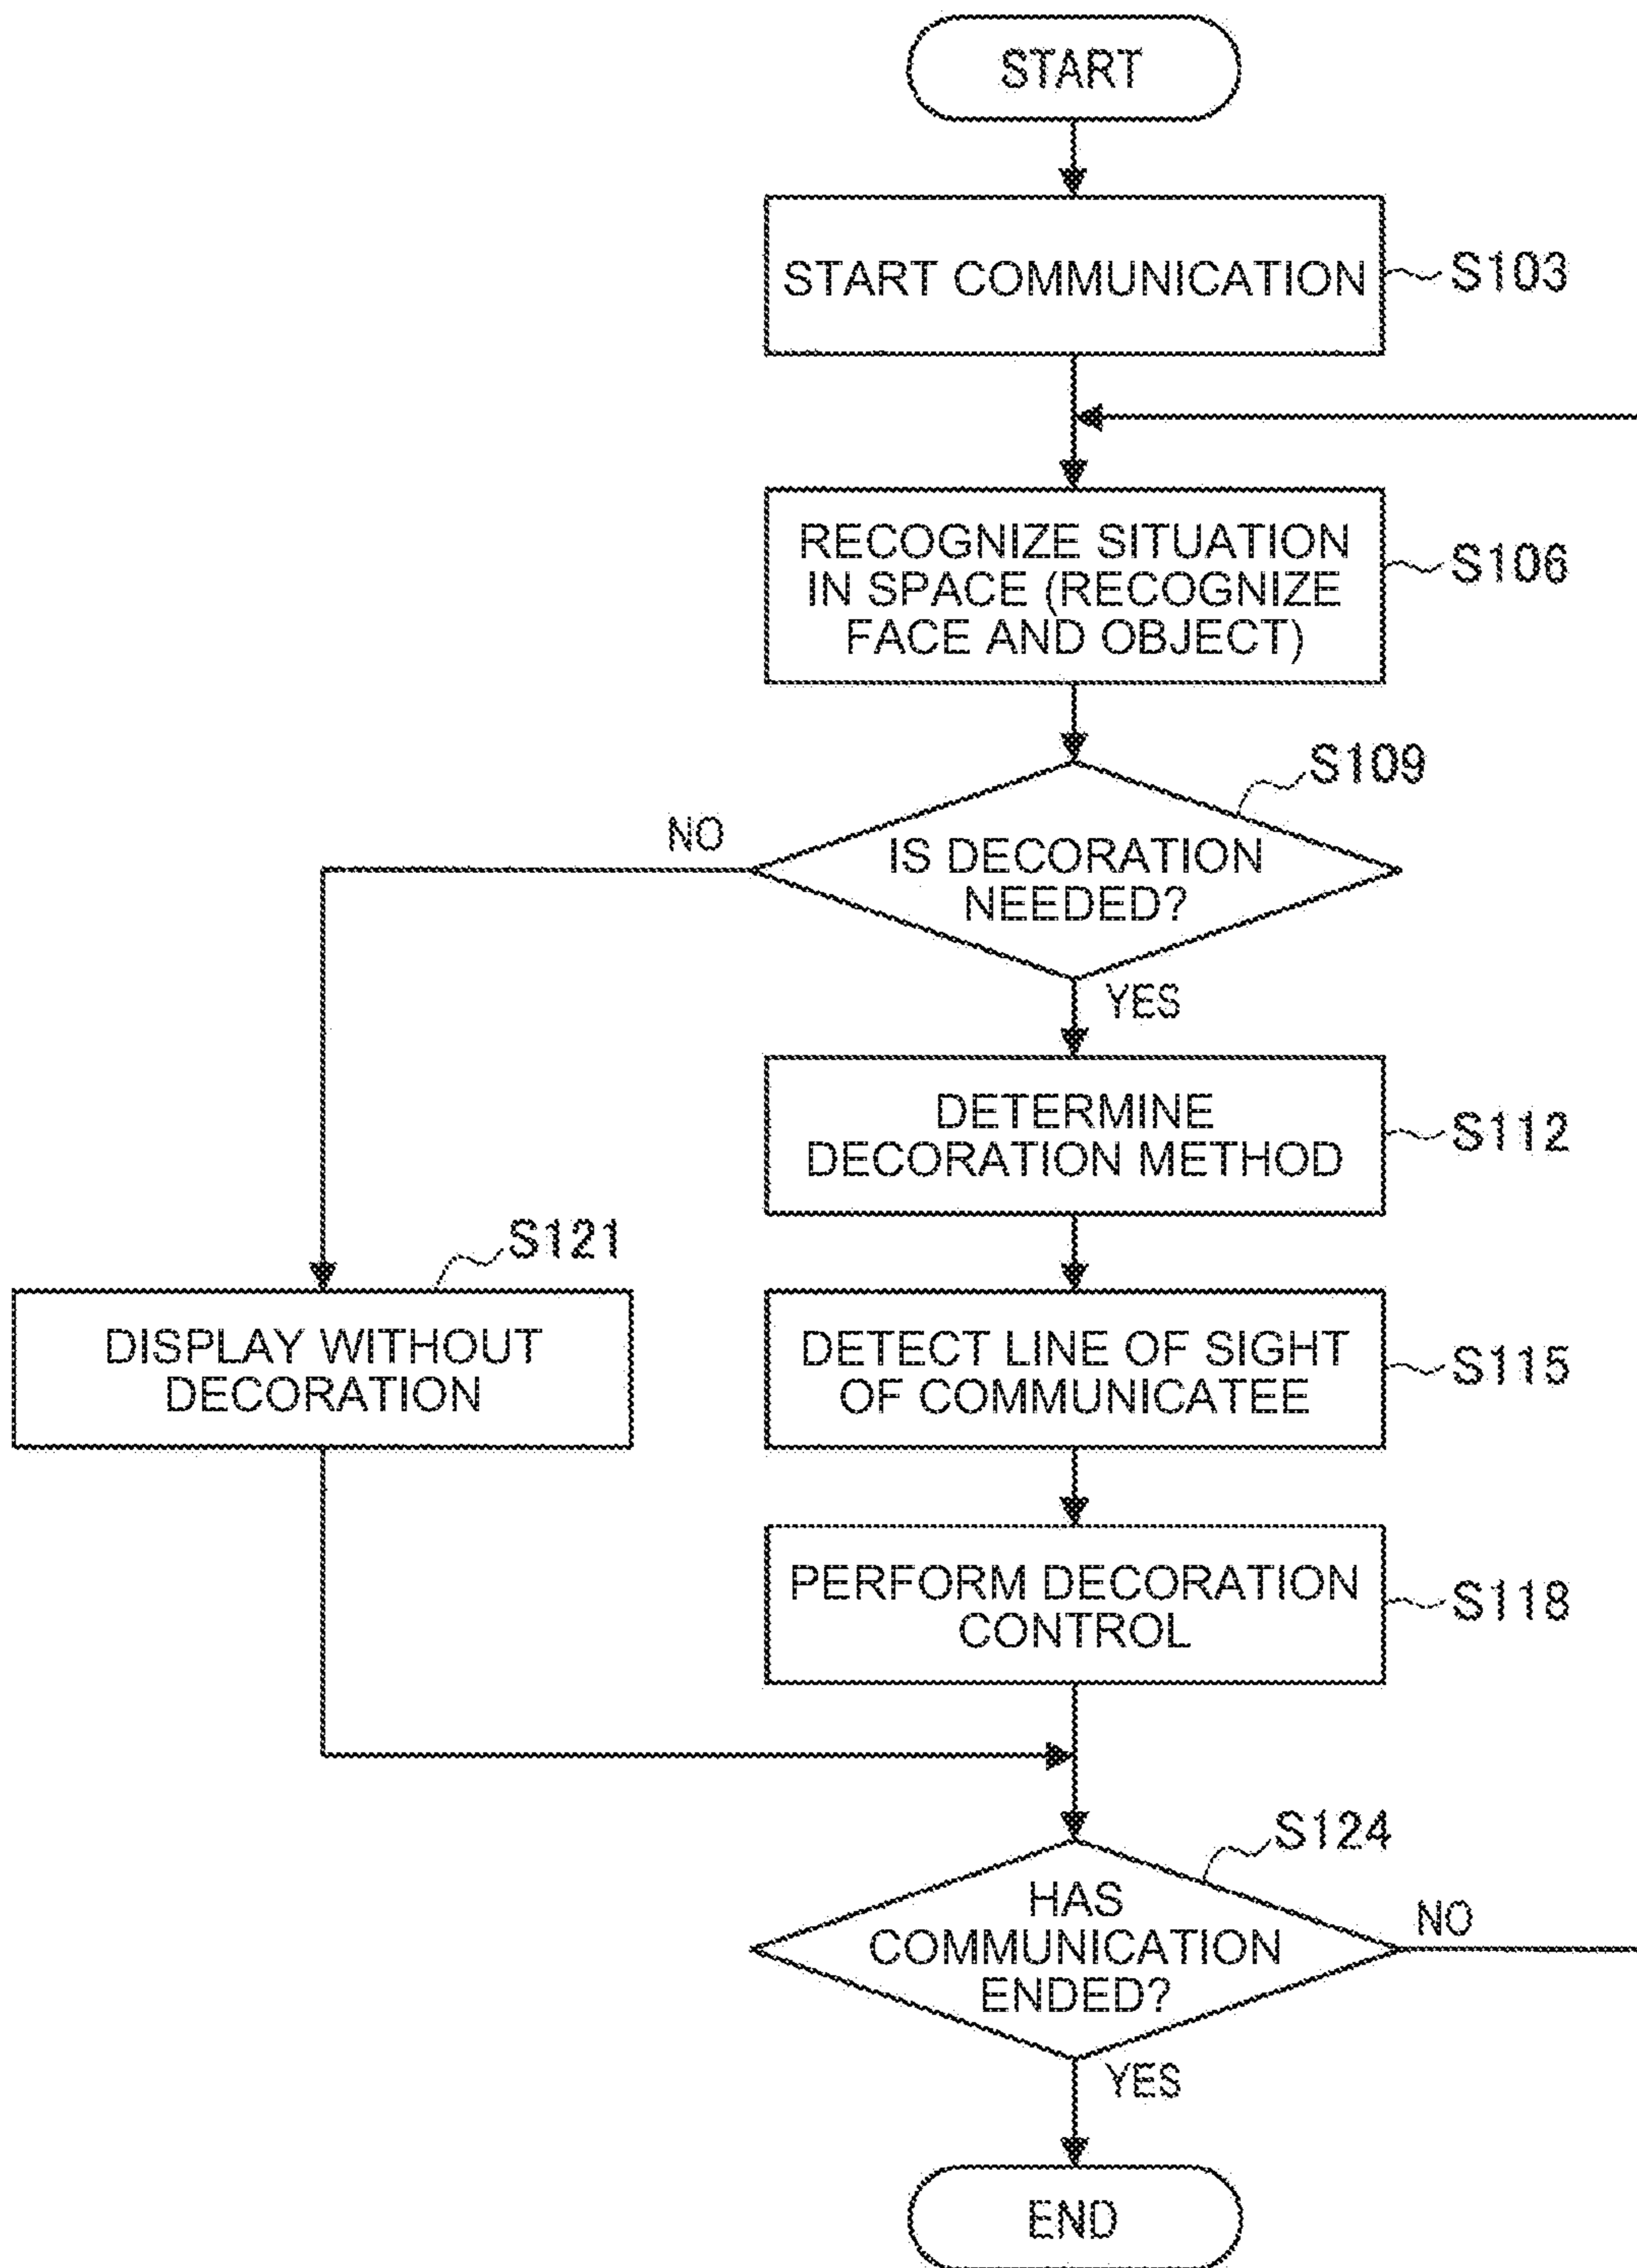 START
START COMMUNICATION
S103
RECOGNIZE SITUATION
IN SPACE (RECOGNIZE
FACE AND OBJECT)
S106
S109
NO
IS DECORATION
NEEDED?
YES
DETERMINE
DECORATION METHOD
S112
S121
DISPLAY WITHOUT
DECORATION
DETECT LINE OF SIGHT
OF COMMUNICATEE
S115
PERFORM DECORATION
CONTROL
S118
S124
HAS
COMMUNICATION
ENDED?
NO
YES
END